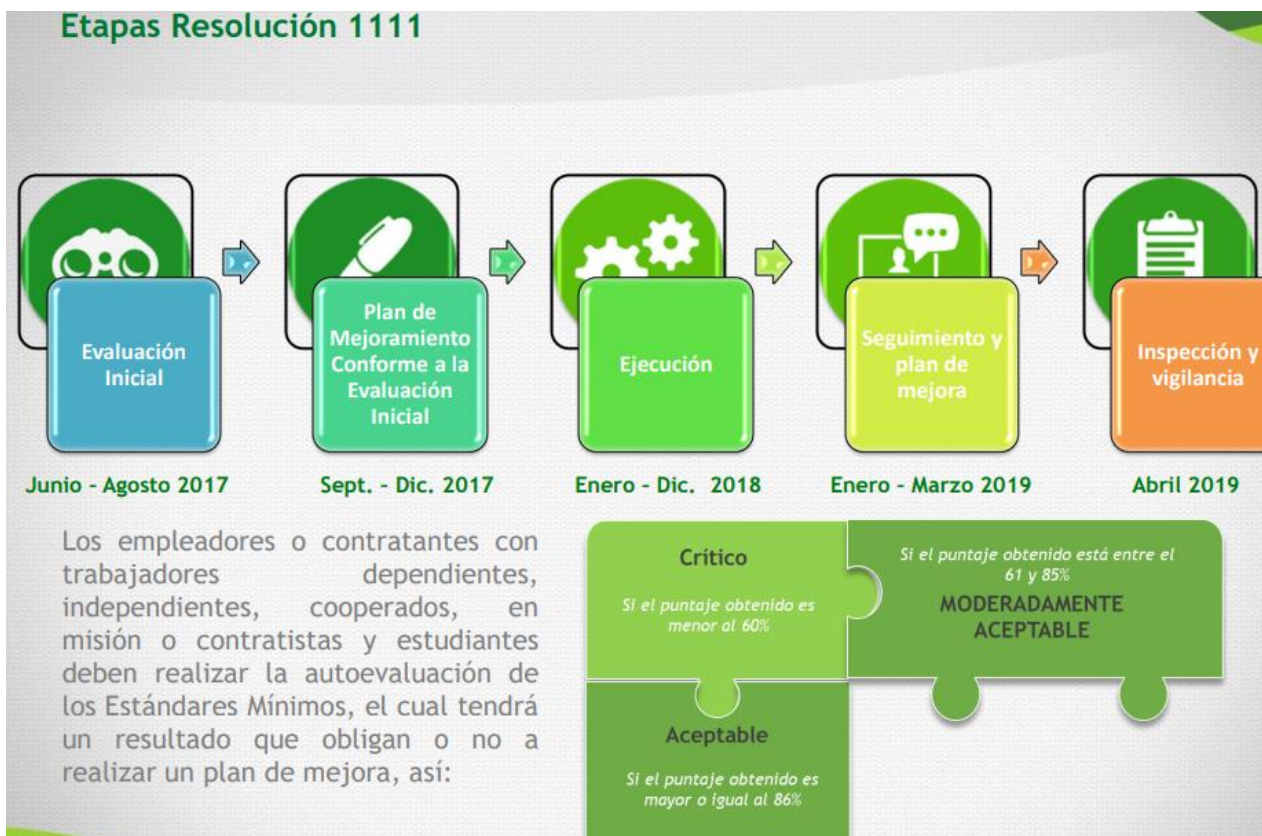 Etapas Resolución 1111
Evaluación
Inicial
Plan de
Mejoramiento
Conforme a la
Evaluación
Inicial
Ejecución
Seguimiento y
plan de
mejora
Inspección y
vigilancia
Junio - Agosto 2017
Sept. - Dic. 2017
Enero - Dic. 2018
Enero - Marzo 2019
Abril 2019
Los empleadores o contratantes con
trabajadores dependientes,
independientes, cooperados, en
misión o contratistas y estudiantes
deben realizar la autoevaluación de
los Estándares Mínimos, el cual tendrá
un resultado que obligan o no a
realizar un plan de mejora, así:
Crítico
Si el puntaje obtenido es
menor al 60%
Si el puntaje obtenido está entre el
61 y 85%
MODERADAMENTE
ACEPTABLE
Aceptable
Si el puntaje obtenido es
mayor o igual al 86%